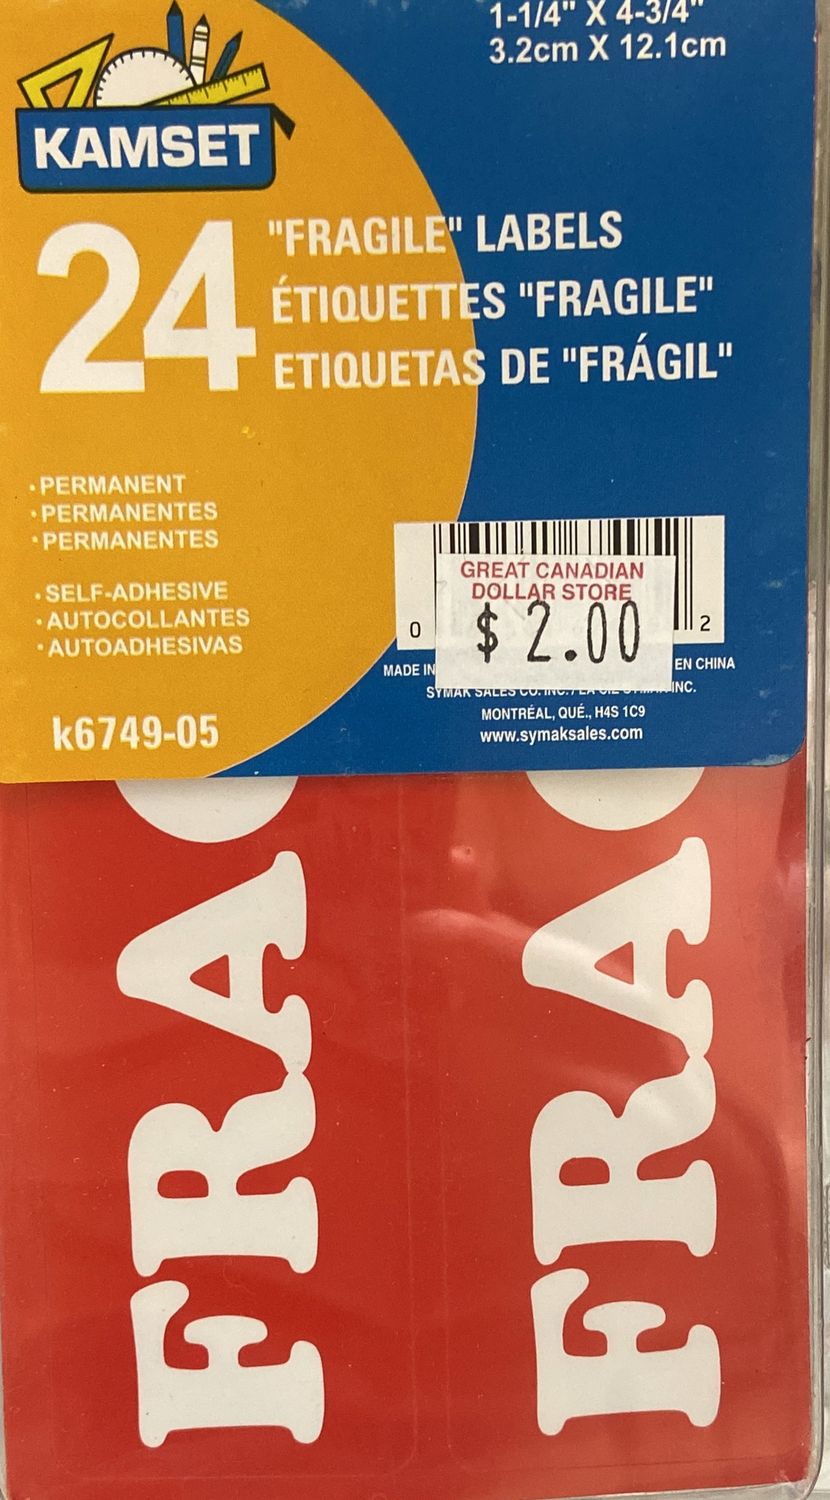 1-1/4" X 4-3/4"
3.2cm X 12.1cm
KAMSET
24
"FRAGILE" LABELS
ÉTIQUETTES "FRAGILE"
ETIQUETAS DE "FRÁGIL"
• PERMANENT
• PERMANENTES
• PERMANENTES
• SELF-ADHESIVE
• AUTOCOLLANTES
• AUTOADHESIVAS
k6749-05
GREAT CANADIAN
DOLLAR STORE
$ 2.00
0 2
MADE IN EN CHINA
SYMAK SALES CO. INC. INC.
MONTRÉAL, QUÉ., H4S 1C9
www.symaksales.com
FRA
FRA